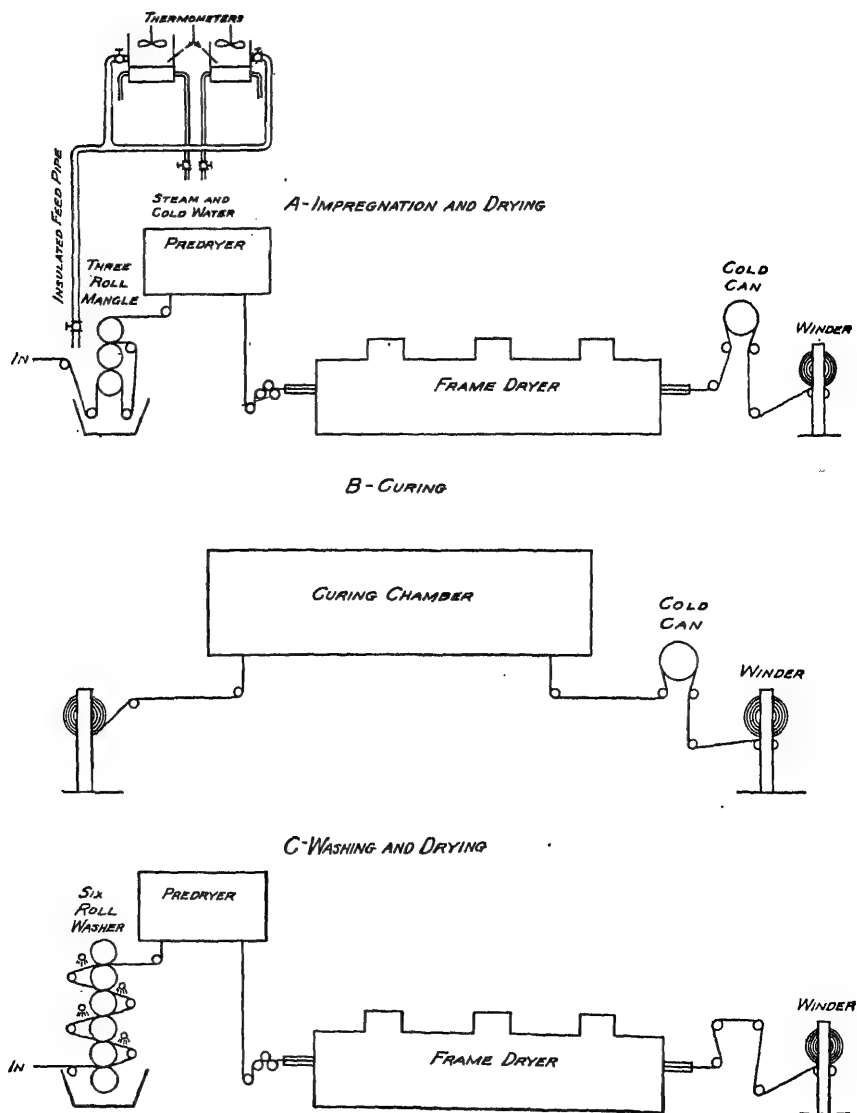 THERMOMETERS
INSULATED FEED PIPE
STEAM AND
COLD WATER
A-IMPREGNATION AND DRYING
PREDRYER
THREE
ROLL
MANGLE
COLD
CAN
WINDER
IN
FRAME DRYER
B-CURING
CURING CHAMBER
COLD
CAN
WINDER
C-WASHING AND DRYING
SIX
ROLL
WASHER
PREDRYER
WINDER
IN
FRAME DRYER